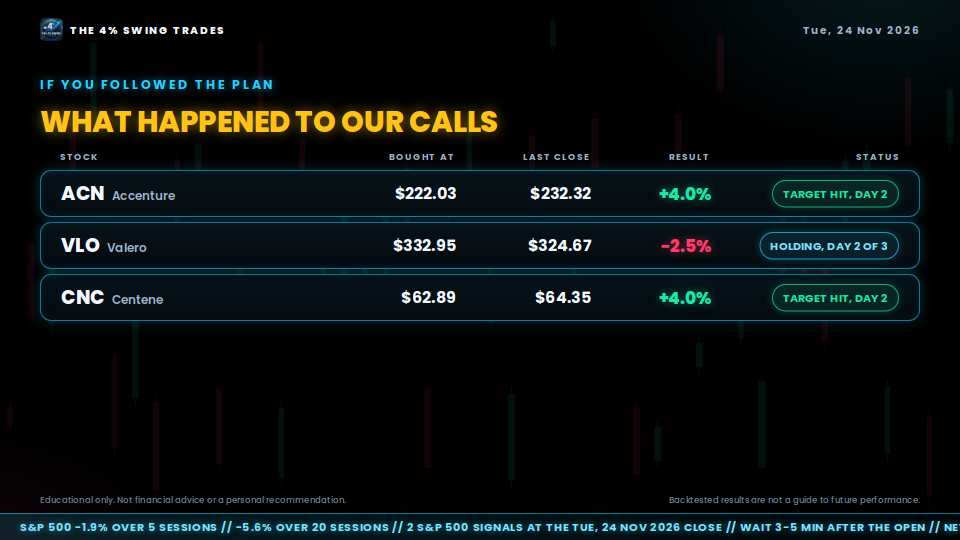 THE 4% SWING TRADES
Tue, 24 Nov 2026
IF YOU FOLLOWED THE PLAN
WHAT HAPPENED TO OUR CALLS
STOCK BOUGHT AT LAST CLOSE RESULT STATUS
ACN Accenture $222.03 $232.32 +4.0% TARGET HIT, DAY 2
VLO Valero $332.95 $324.67 -2.5% HOLDING, DAY 2 OF 3
CNC Centene $62.89 $64.35 +4.0% TARGET HIT, DAY 2
Educational only. Not financial advice or a personal recommendation.
Backtested results are not a guide to future performance.
S&P 500 -1.9% OVER 5 SESSIONS // -5.6% OVER 20 SESSIONS // 2 S&P 500 SIGNALS AT THE TUE, 24 NOV 2026 CLOSE // WAIT 3-5 MIN AFTER THE OPEN //